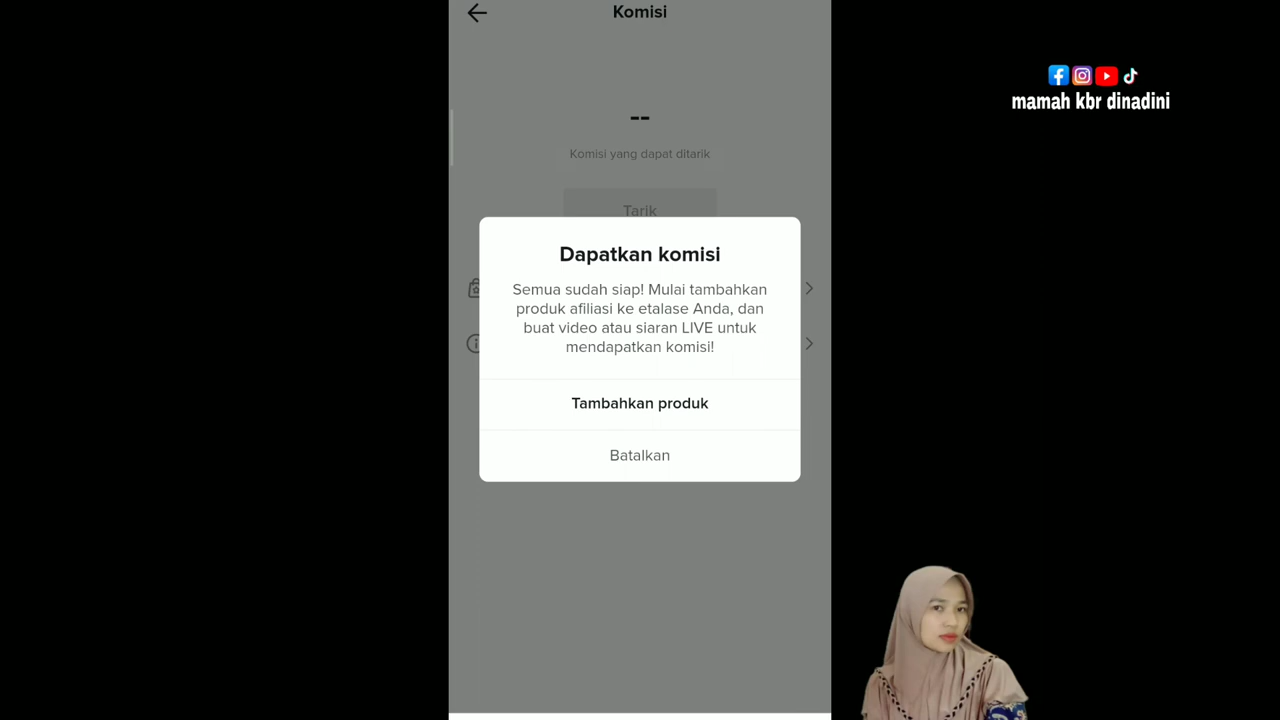 Komisi
mamah kbr dinadini
--
Komisi yang dapat ditarik
Tarik
Dapatkan komisi
Semua sudah siap! Mulai tambahkan
produk afiliasi ke etalase Anda, dan
buat video atau siaran LIVE untuk
mendapatkan komisi!
Tambahkan produk
Batalkan